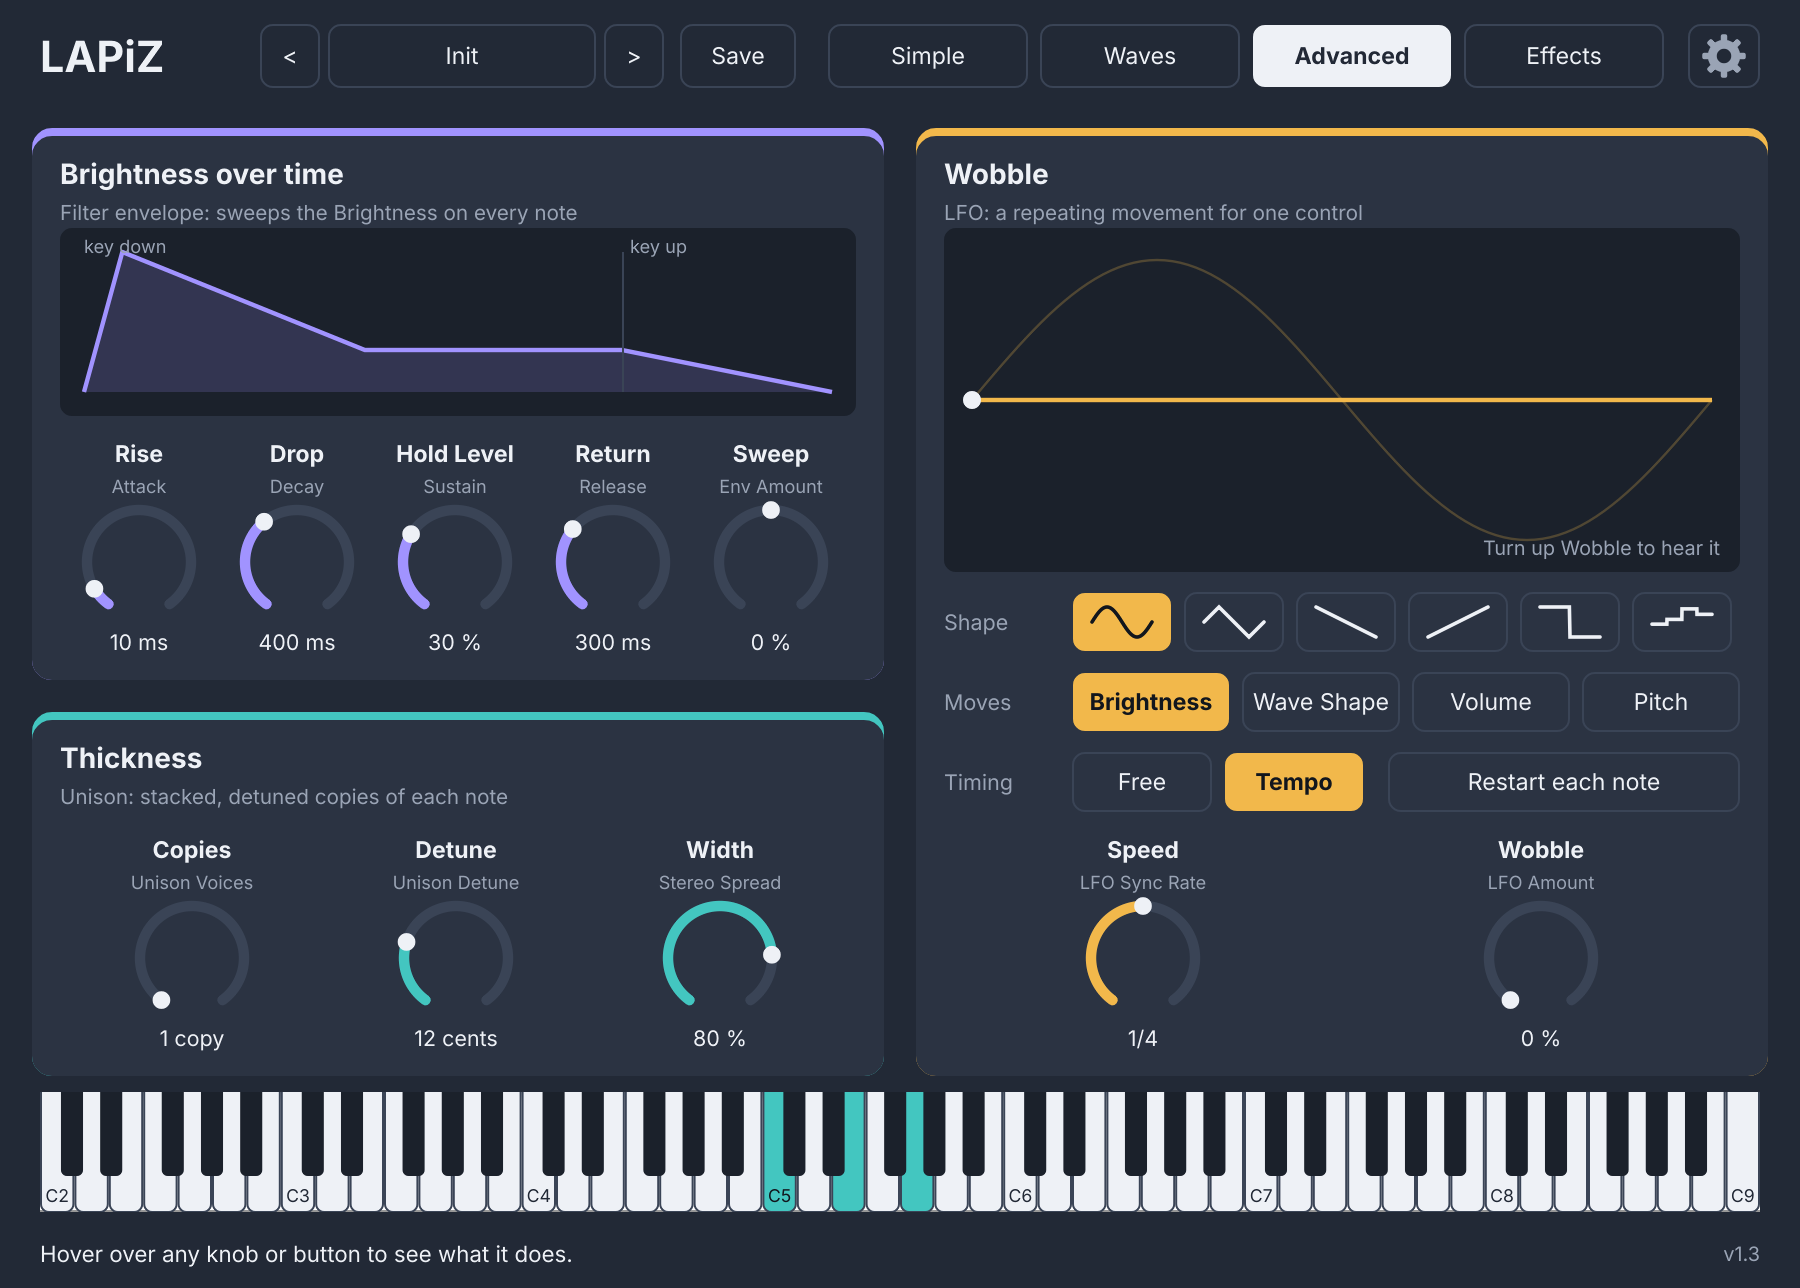 LAPiZ
<
Init
>
Save
Simple
Waves
Advanced
Effects
Brightness over time
Filter envelope: sweeps the Brightness on every note
key down
key up
Rise
Drop
Hold Level
Return
Sweep
Attack
Decay
Sustain
Release
Env Amount
10 ms
400 ms
30 %
300 ms
0 %
Thickness
Unison: stacked, detuned copies of each note
Copies
Detune
Width
Unison Voices
Unison Detune
Stereo Spread
1 copy
12 cents
80 %
Wobble
LFO: a repeating movement for one control
Turn up Wobble to hear it
Shape
Moves
Brightness
Wave Shape
Volume
Pitch
Timing
Free
Tempo
Restart each note
Speed
Wobble
LFO Sync Rate
LFO Amount
1/4
0 %
C2
C3
C4
C5
C6
C7
C8
C9
Hover over any knob or button to see what it does.
v1.3